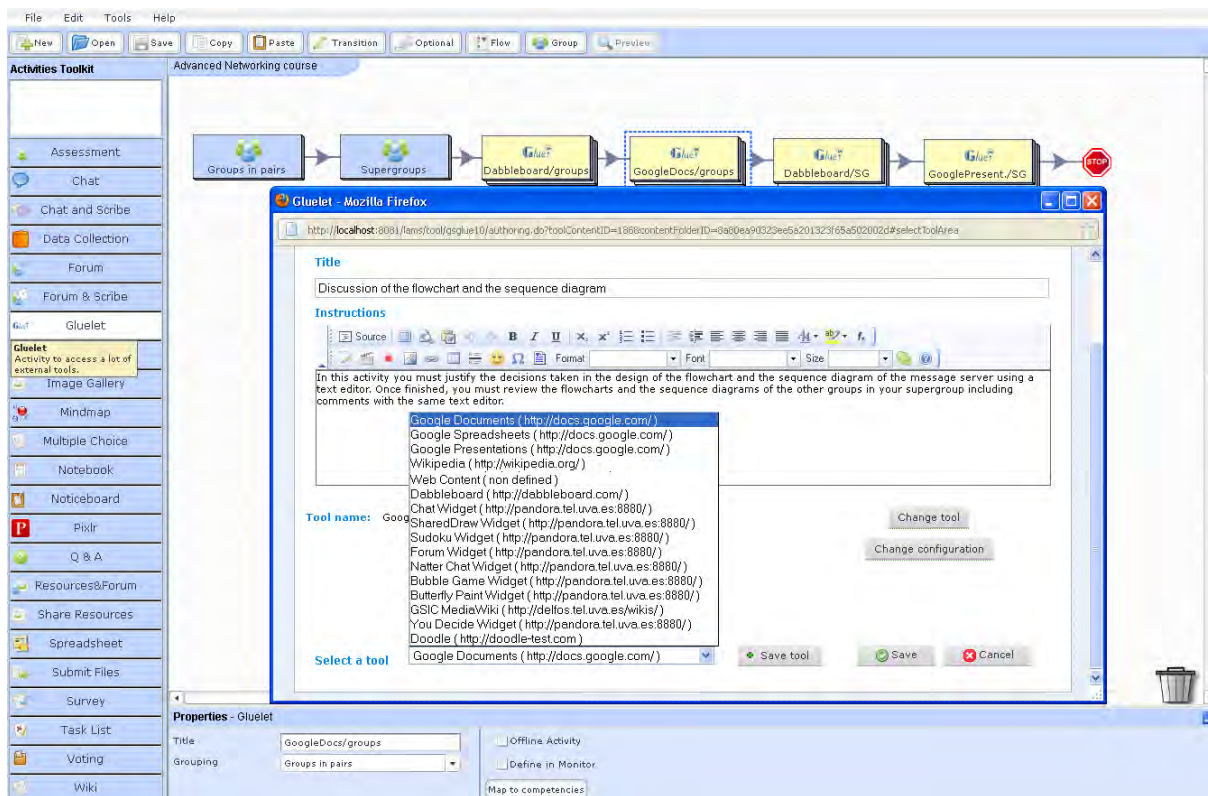 File Edit Tools Help
New Open Save Copy Paste Transition Optional Flow Group Preview
Activities Toolkit
Advanced Networking course
Assessment
Chat
Chat and Scribe
Data Collection
Forum
Forum & Scribe
Gluelet
Gluelet
Activity to access a lot of
external tools.
Image Gallery
Mindmap
Multiple Choice
Notebook
Noticeboard
Pixlr
Q & A
Resources&Forum
Share Resources
Spreadsheet
Submit Files
Survey
Task List
Voting
Wiki
Groups in pairs
Supergroups
Dabbleboard/groups
GoogleDocs/groups
Dabbleboard/SG
GooglePresent./SG
STOP
Gluelet - Mozilla Firefox
Title
Discussion of the flowchart and the sequence diagram
Instructions
Source
Format Font Size
In this activity you must justify the decisions taken in the design of the flowchart and the sequence diagram of the message server using a
text editor. Once finished, you must review the flowcharts and the sequence diagrams of the other groups in your supergroup including
comments with the same text editor.
Google Documents ( http://docs.google.com/ )
Google Spreadsheets ( http://docs.google.com/ )
Google Presentations ( http://docs.google.com/ )
Wikipedia ( http://wikipedia.org/ )
Web Content ( non defined )
Dabbleboard ( http://dabbleboard.com/ )
Chat Widget ( http://pandora.tel.uva.es:8880/ )
SharedDraw Widget ( http://pandora.tel.uva.es:8880/ )
Sudoku Widget ( http://pandora.tel.uva.es:8880/ )
Forum Widget ( http://pandora.tel.uva.es:8880/ )
Natter Chat Widget ( http://pandora.tel.uva.es:8880/ )
Bubble Game Widget ( http://pandora.tel.uva.es:8880/ )
Butterfly Paint Widget ( http://pandora.tel.uva.es:8880/ )
GSIC MediaWiki ( http://delfos.tel.uva.es/wikis/ )
You Decide Widget ( http://pandora.tel.uva.es:8880/ )
Doodle ( http://doodle-test.com )
Tool name: Goog
Change tool
Change configuration
Select a tool Google Documents ( http://docs.google.com/ ) Save tool Save Cancel
Properties - Gluelet
Title GoogleDocs/groups
Grouping Groups in pairs
Offline Activity
Define in Monitor
Map to competencies